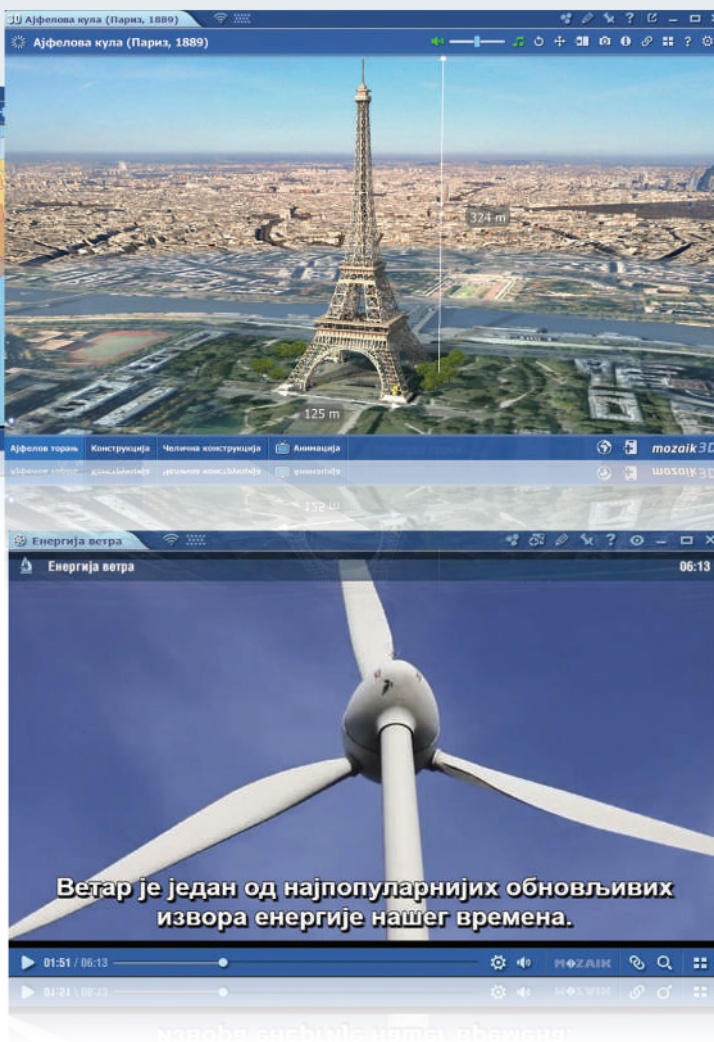 3D Ајфелова кула (Париз, 1889)
Ајфелова кула (Париз, 1889)
324 m
125 m
Ајфелов торањ Конструкција Челична конструкција Анимација
mozaik3D
Енергија ветра
Енергија ветра 06:13
Ветар је један од најпопуларнијих обновљивих
извора енергије нашег времена.
01:51 / 06:13 MOZAIK